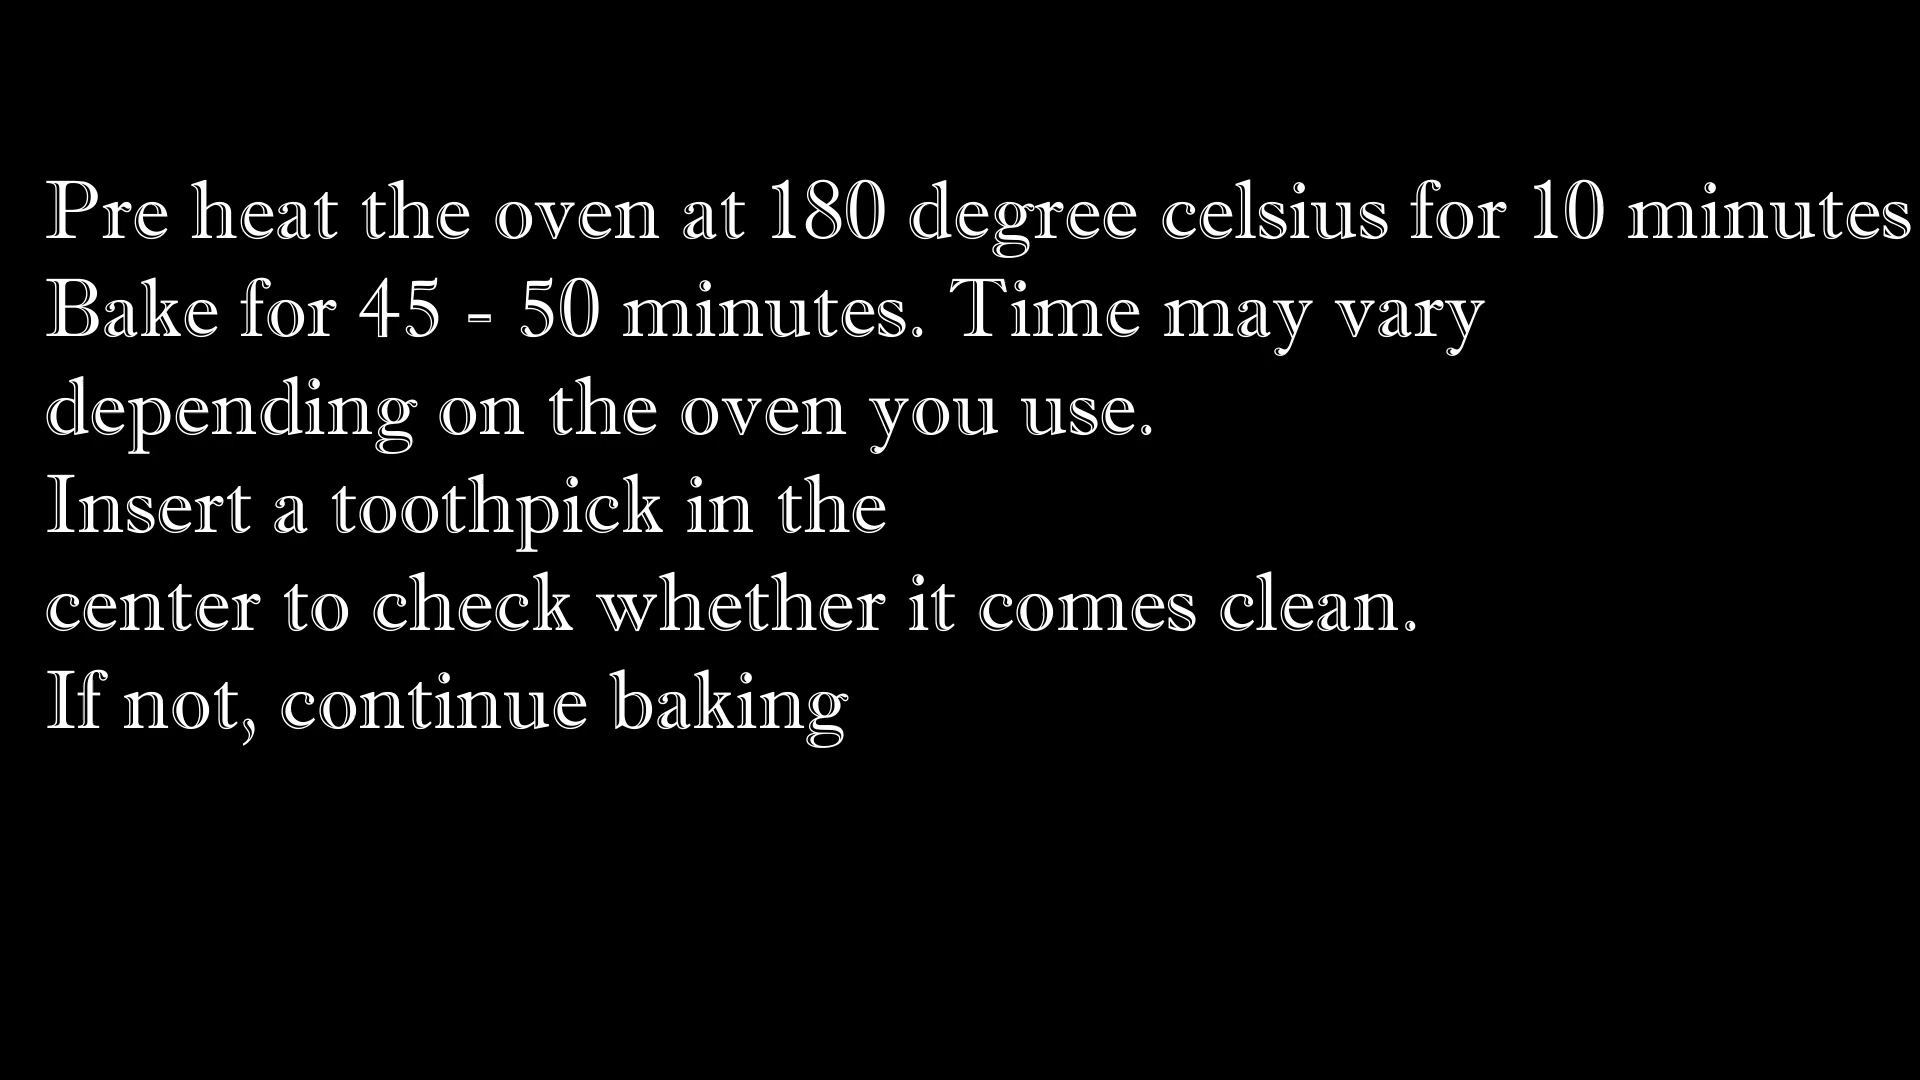 Pre heat the oven at 180 degree celsius for 10 minutes
Bake for 45 - 50 minutes. Time may vary
depending on the oven you use.
Insert a toothpick in the
center to check whether it comes clean.
If not, continue baking